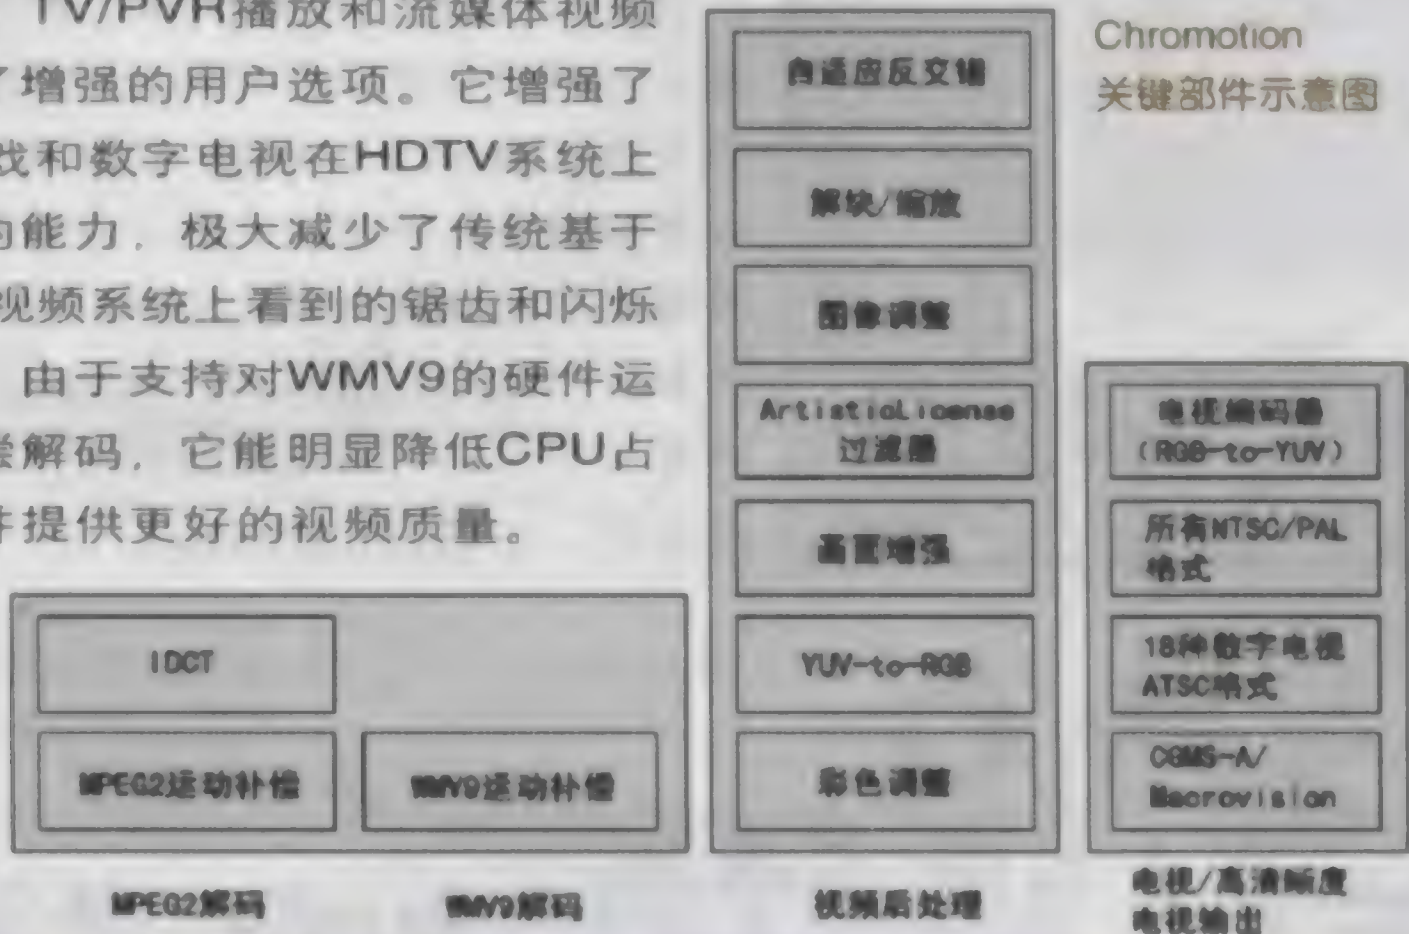 TV/PVR播放和流媒体视频
了增强的用户选项。它增强了
戏和数字电视在HDTV系统上
的能力，极大减少了传统基于
视频系统上看到的锯齿和闪烁
由于支持对WMV9的硬件运
偿解码，它能明显降低CPU占
并提供更好的视频质量。
Chromotion
关键部件示意图
自适应反交错
解块/缩放
图像调整
ArtisticLicense
过滤器
画面增强
YUV-to-RGB
彩色调整
视频后处理
IDCT
MPEG2运动补偿
WMV9运动补偿
MPEG2解码
WMV9解码
电视编码器
(RGB-to-YUV)
所有NTSC/PAL
格式
18种数字电视
ATSC格式
CGMS-A/
Macrovision
电视/高清晰度
电视输出